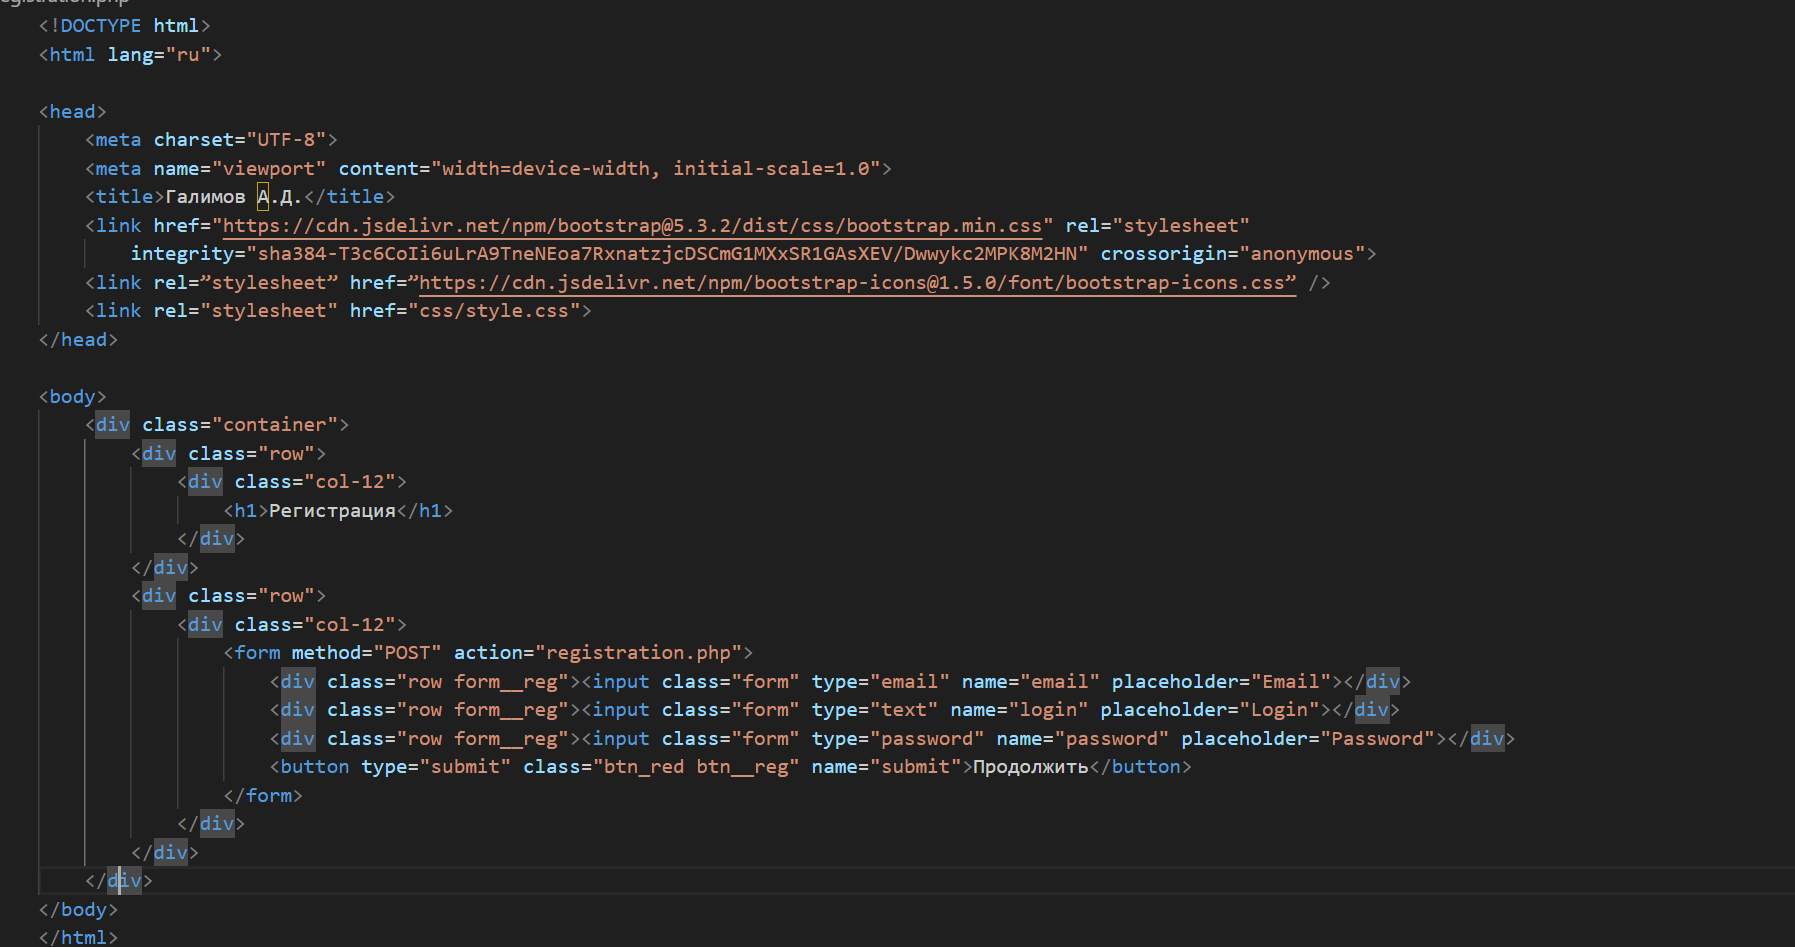 registration.php
<!DOCTYPE html>
<html lang="ru">
<head>
<meta charset="UTF-8">
<meta name="viewport" content="width=device-width, initial-scale=1.0">
<title>Галимов А.Д.</title>
<link href="https://cdn.jsdelivr.net/npm/bootstrap@5.3.2/dist/css/bootstrap.min.css" rel="stylesheet"
integrity="sha384-T3c6CoIi6uLrA9TneNEoa7RxnatzjcDSCmG1MXxSR1GAsXEV/Dwwykc2MPK8M2HN" crossorigin="anonymous">
<link rel=”stylesheet” href=”https://cdn.jsdelivr.net/npm/bootstrap-icons@1.5.0/font/bootstrap-icons.css” />
<link rel="stylesheet" href="css/style.css">
</head>
<body>
<div class="container">
<div class="row">
<div class="col-12">
<h1>Регистрация</h1>
</div>
</div>
<div class="row">
<div class="col-12">
<form method="POST" action="registration.php">
<div class="row form__reg"><input class="form" type="email" name="email" placeholder="Email"></div>
<div class="row form__reg"><input class="form" type="text" name="login" placeholder="Login"></div>
<div class="row form__reg"><input class="form" type="password" name="password" placeholder="Password"></div>
<button type="submit" class="btn_red btn__reg" name="submit">Продолжить</button>
</form>
</div>
</div>
</div>
</body>
</html>